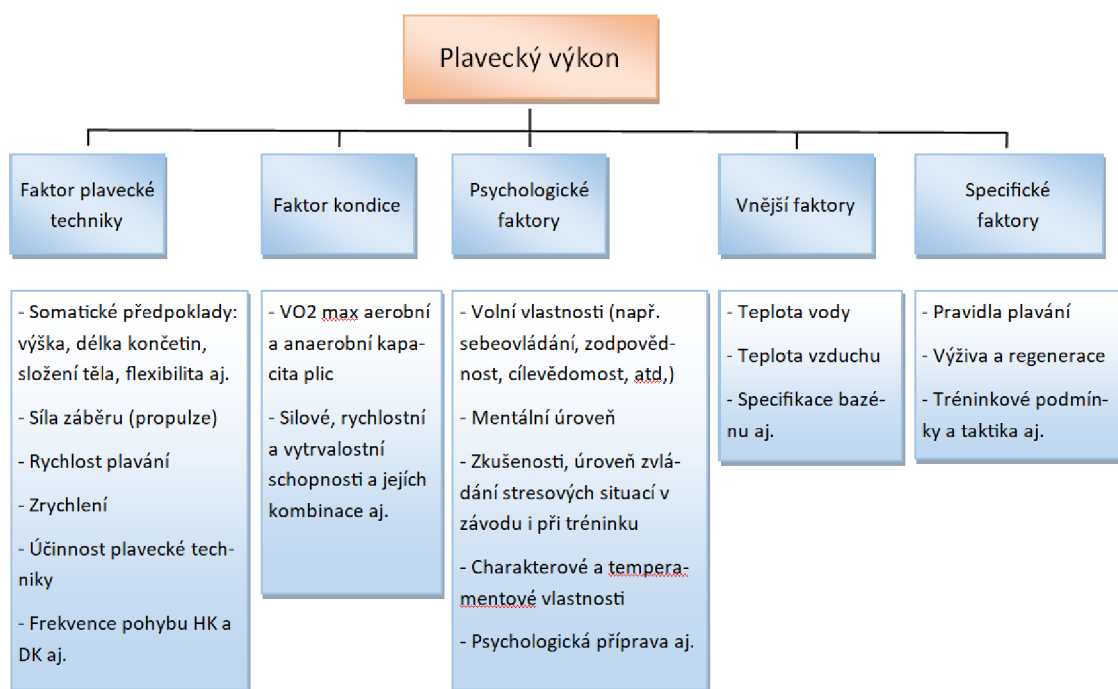 Plavecký výkon
Faktor plavecké
techniky
Faktor kondice
Psychologické
faktory
Vnější faktory
Specifické
faktory
- Somatické předpoklady:
výška, délka končetin,
složení těla, flexibilita aj.
- Síla záběru (propulze)
- Rychlost plavání
- Zrychlení
- Účinnost plavecké tech-
niky
- Frekvence pohybu HK a
DK aj.
- VO2 max aerobní
a anaerobní kapa-
cita plic
- Silové, rychlostní
a vytrvalostní
schopnosti a jejích
kombinace aj.
- Volní vlastnosti (např.
sebeovládání, zodpověd-
nost, cílevědomost, atd,)
- Mentální úroveň
- Zkušenosti, úroveň zvlá-
dání stresových situací v
závodu i při tréninku
- Charakterové a tempera-
mentové vlastnosti
- Psychologická příprava aj.
- Teplota vody
- Teplota vzduchu
- Specifikace bazé-
nu aj.
- Pravidla plavání
- Výživa a regenerace
- Tréninkové podmín-
ky a taktika aj.